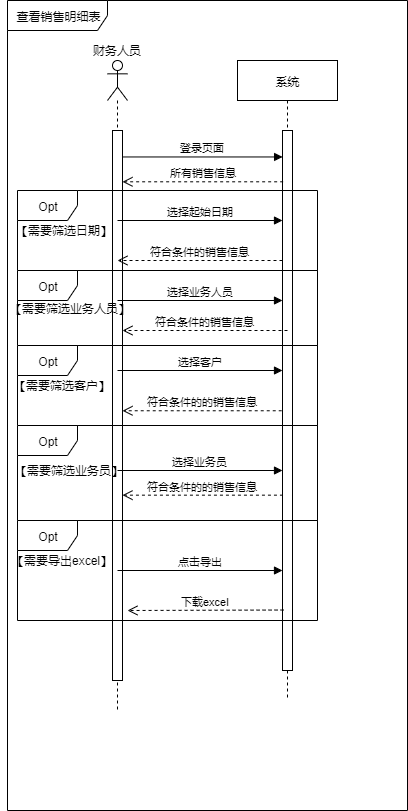 查看销售明细表
财务人员
系统
登录页面
所有销售信息
Opt
选择起始日期
【需要筛选日期】
符合条件的销售信息
Opt
选择业务人员
【需要筛选业务人员】
符合条件的销售信息
Opt
选择客户
【需要筛选客户】
符合条件的的销售信息
Opt
选择业务员
【需要筛选业务员】
符合条件的的销售信息
Opt
【需要导出excel】
点击导出
下载excel